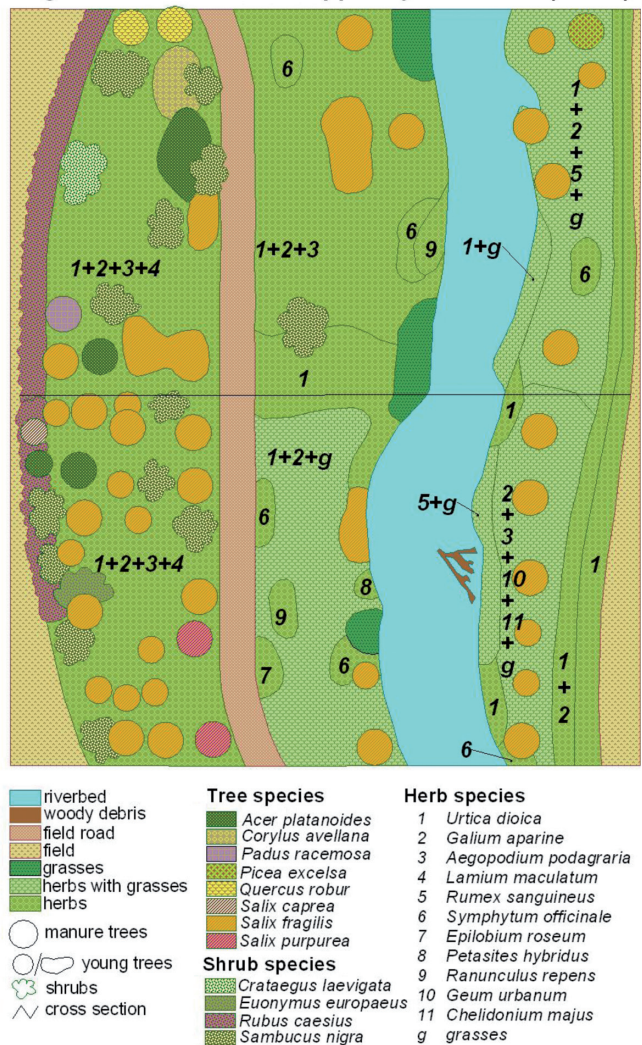 6
1
+
2
+
5
+
g
6
9
1+g
1+2+3
6
1+2+3+4
1
1
1+2+g
5+g
2
+
3
+
10
+
11
+
g
6
1
1+2+3+4
8
9
1
+
2
7
6
1
6
riverbed
woody debris
field road
field
grasses
herbs with grasses
herbs
manure trees
young trees
shrubs
cross section
Tree species
Acer platanoides
Corylus avellana
Padus racemosa
Picea excelsa
Quercus robur
Salix caprea
Salix fragilis
Salix purpurea
Shrub species
Crataegus laevigata
Euonymus europaeus
Rubus caesius
Sambucus nigra
Herb species
1 Urtica dioica
2 Galium aparine
3 Aegopodium podagraria
4 Lamium maculatum
5 Rumex sanguineus
6 Symphytum officinale
7 Epilobium roseum
8 Petasites hybridus
9 Ranunculus repens
10 Geum urbanum
11 Chelidonium majus
g grasses